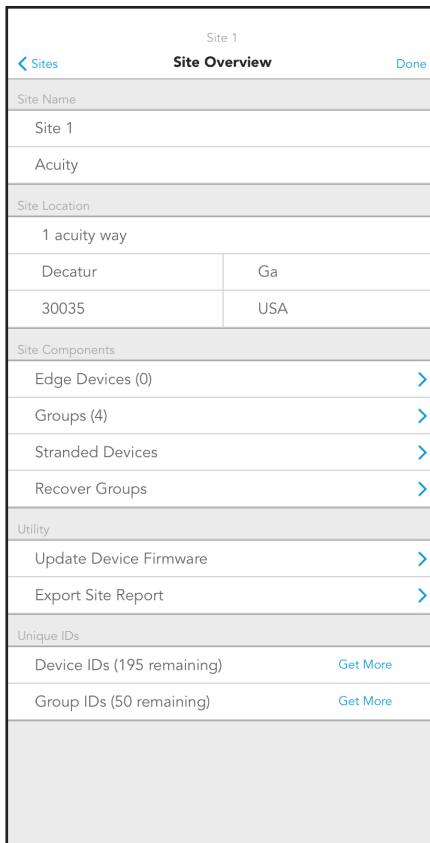 Site 1
Sites Site Overview Done
Site Name
Site 1
Acuity
Site Location
1 acuity way
Decatur Ga
30035 USA
Site Components
Edge Devices (0)
Groups (4)
Stranded Devices
Recover Groups
Utility
Update Device Firmware
Export Site Report
Unique IDs
Device IDs (195 remaining) Get More
Group IDs (50 remaining) Get More